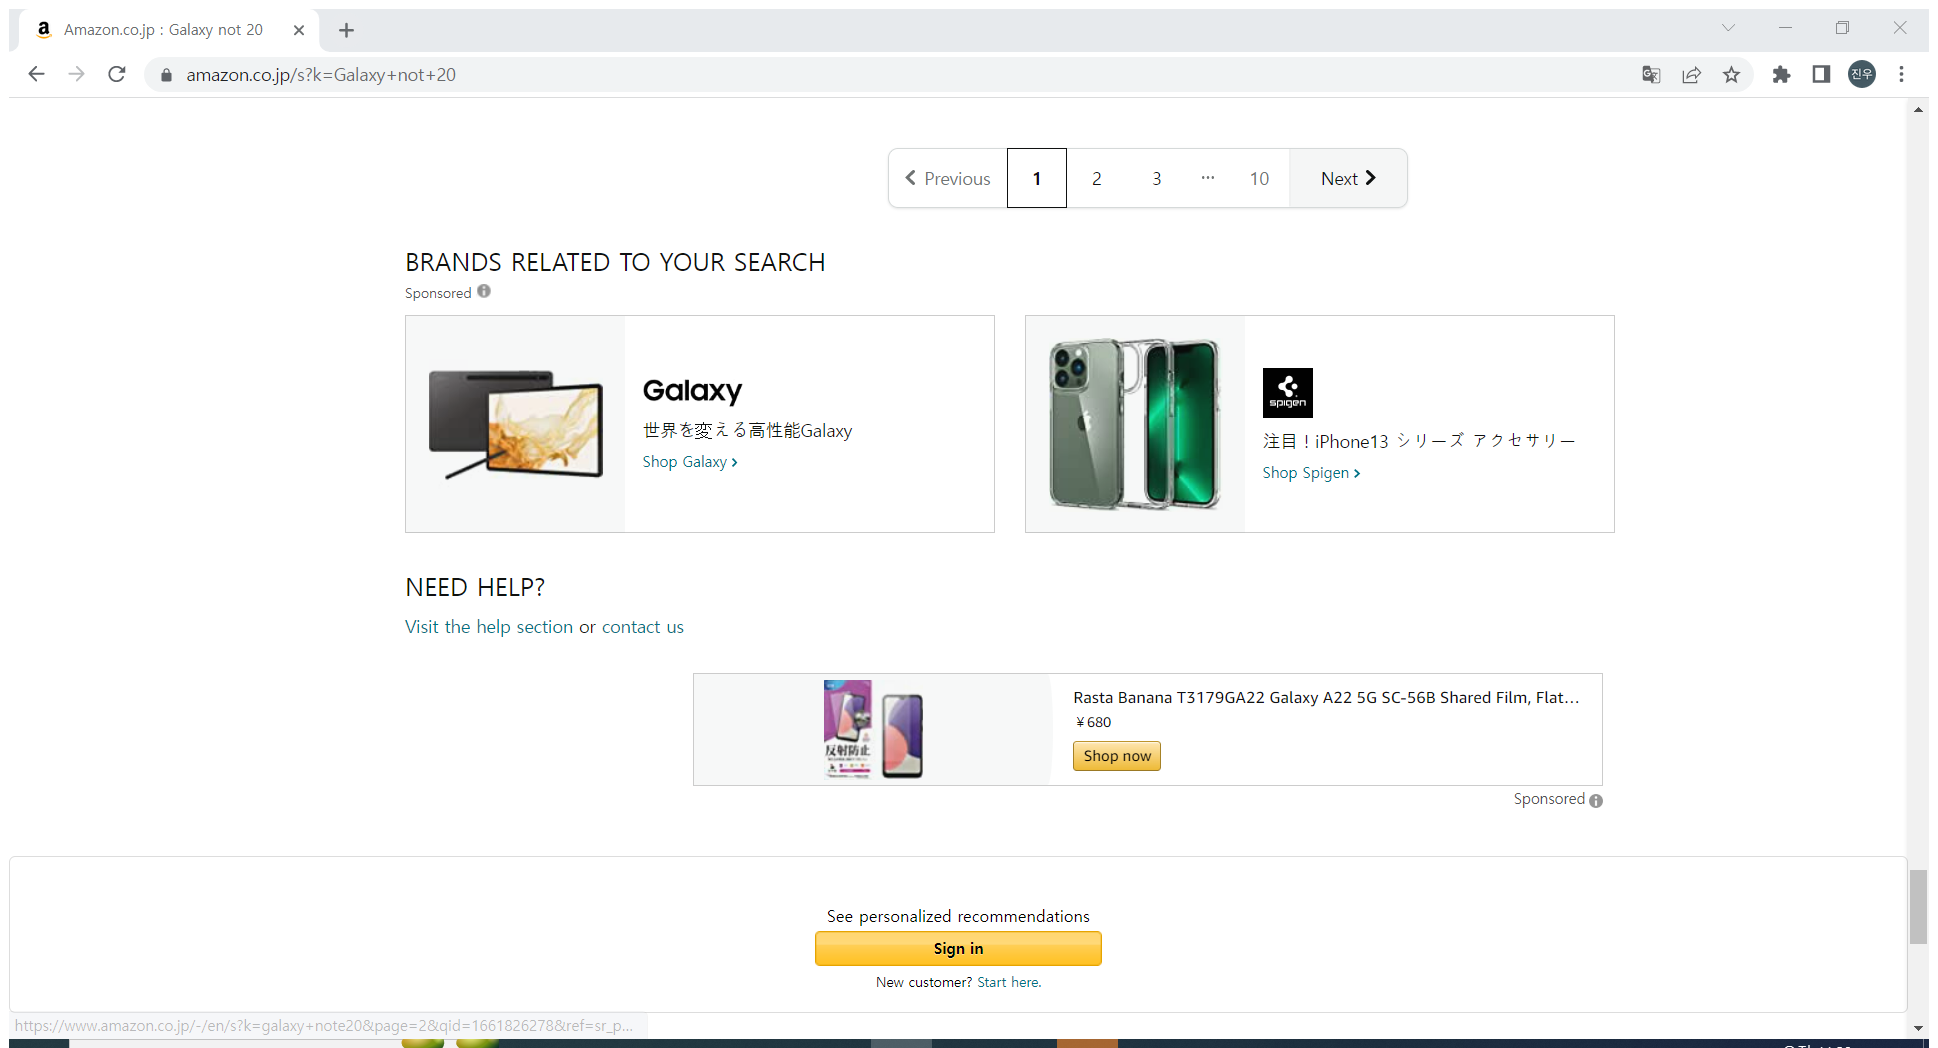 Amazon.co.jp : Galaxy not 20
amazon.co.jp/s?k=Galaxy+not+20
진우
Previous 1 2 3 ... 10 Next
BRANDS RELATED TO YOUR SEARCH
Sponsored
Galaxy
世界を変える高性能Galaxy
Shop Galaxy ›
spigen
注目！iPhone13 シリーズ アクセサリー
Shop Spigen ›
NEED HELP?
Visit the help section or contact us
反射防止
Rasta Banana T3179GA22 Galaxy A22 5G SC-56B Shared Film, Flat...
￥680
Shop now
Sponsored
See personalized recommendations
Sign in
New customer? Start here.
https://www.amazon.co.jp/-/en/s?k=galaxy+note20&page=2&qid=1661826278&ref=sr_p...